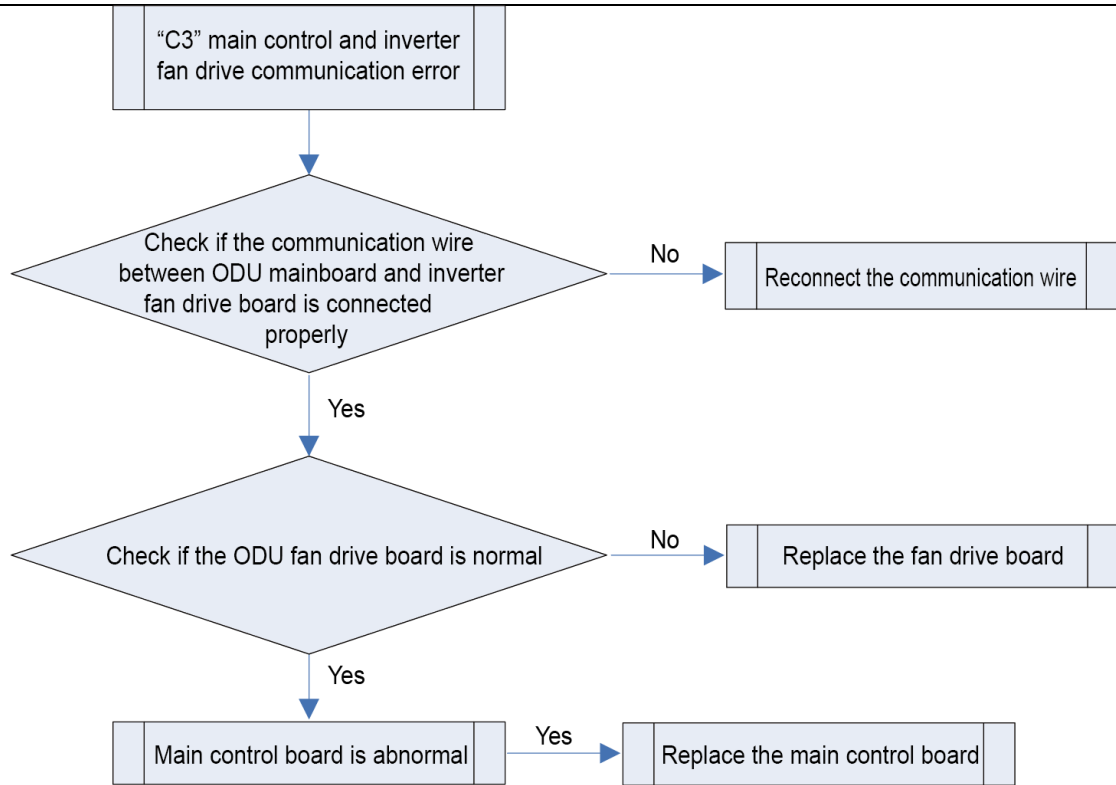 “C3” main control and inverter
fan drive communication error
Check if the communication wire
between ODU mainboard and inverter
fan drive board is connected
properly
No
Reconnect the communication wire
Yes
Check if the ODU fan drive board is normal
No
Replace the fan drive board
Yes
Main control board is abnormal
Yes
Replace the main control board